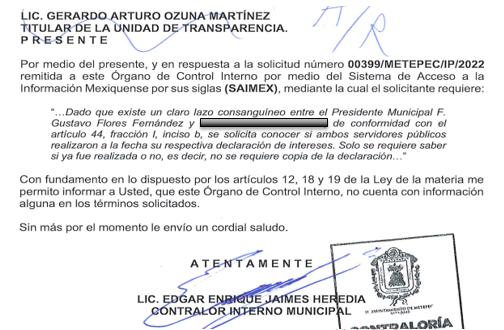 LIC. GERARDO ARTURO OZUNA MARTÍNEZ
TITULAR DE LA UNIDAD DE TRANSPARENCIA.
P R E S E N T E
A/R
Por medio del presente, y en respuesta a la solicitud número 00399/METEPEC/IP/2022
remitida a este Órgano de Control Interno por medio del Sistema de Acceso a la
Información Mexiquense por sus siglas (SAIMEX), mediante la cual el solicitante requiere:
“…Dado que existe un claro lazo consanguíneo entre el Presidente Municipal F.
Gustavo Flores Fernández y de conformidad con el
artículo 44, fracción I, inciso b, se solicita conocer si ambos servidores públicos
realizaron a la fecha su respectiva declaración de intereses. Solo se requiere saber
si ya fue realizada o no, es decir, no se requiere copia de la declaración…”
Con fundamento en lo dispuesto por los artículos 12, 18 y 19 de la Ley de la materia me
permito informar a Usted, que este Órgano de Control Interno, no cuenta con información
alguna en los términos solicitados.
Sin más por el momento le envío un cordial saludo.
A T E N T A M E N T E
LIC. EDGAR ENRIQUE JAIMES HEREDIA
CONTRALOR INTERNO MUNICIPAL
H. AYUNTAMIENTO DE METEPEC
CONTRALORÍA